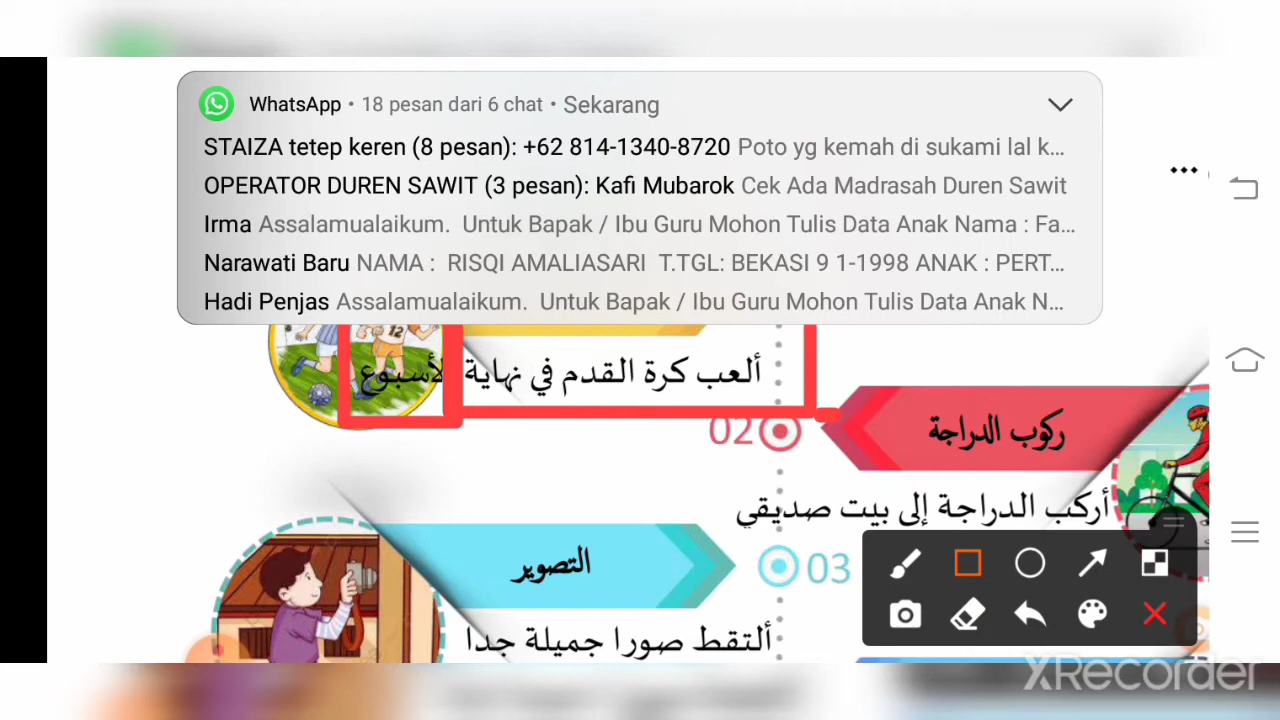 WhatsApp • 18 pesan dari 6 chat • Sekarang
STAIZA tetep keren (8 pesan): +62 814-1340-8720 Poto yg kemah di sukami lal k...
OPERATOR DUREN SAWIT (3 pesan): Kafi Mubarok Cek Ada Madrasah Duren Sawit
Irma Assalamualaikum. Untuk Bapak / Ibu Guru Mohon Tulis Data Anak Nama : Fa...
Narawati Baru NAMA : RISQI AMALIASARI T.TGL: BEKASI 9 1-1998 ANAK : PERT...
Hadi Penjas Assalamualaikum. Untuk Bapak / Ibu Guru Mohon Tulis Data Anak N...
12
ألعب كرة القدم في نهاية لأسبوع
02
ركوب الدراجة
أركب الدراجة إلى بيت صديقي
التصوير
03
ألتقط صورا جميلة جدا
XRecorder